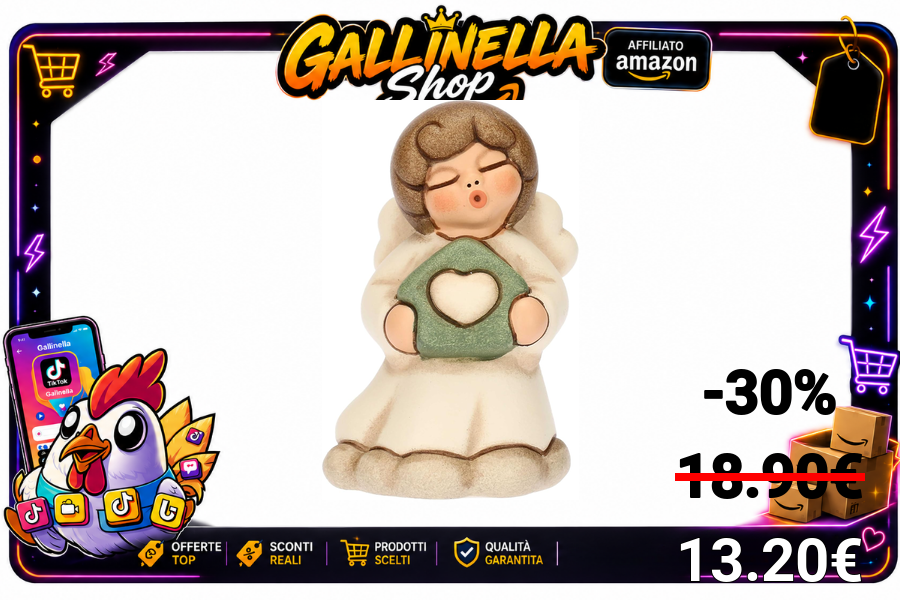 GALLINELLA
Shop
AFFILIATO
amazon
Gallinella
TikTok
Gallinella
-30%
18.90€
13.20€
OFFERTE
TOP
SCONTI
REALI
PRODOTTI
SCELTI
QUALITÀ
GARANTITA